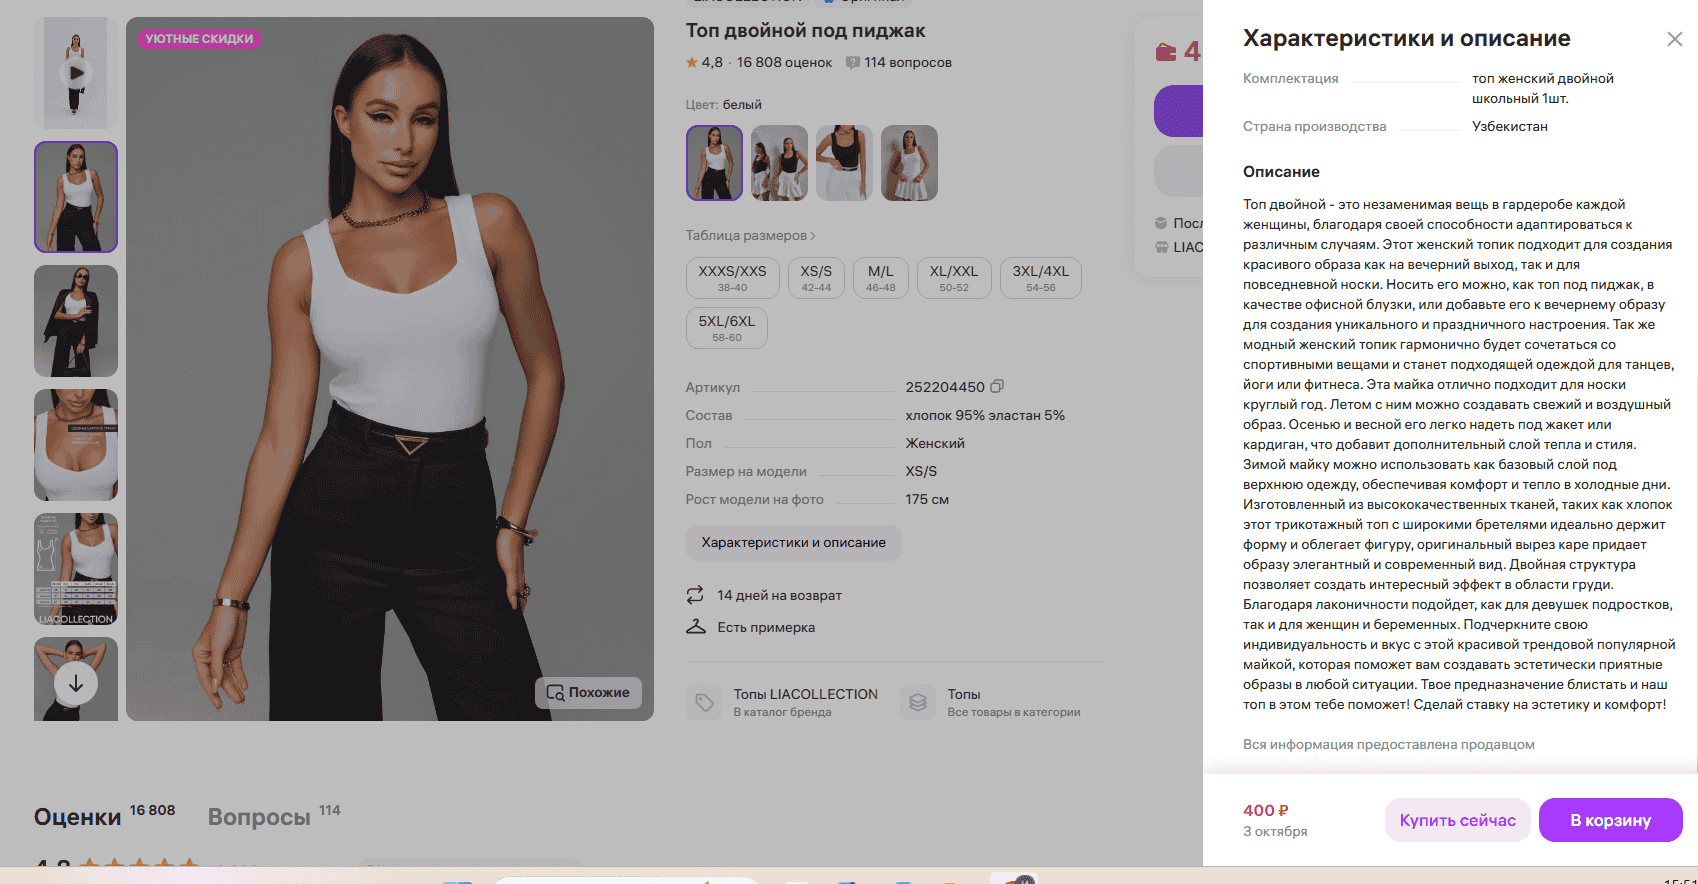 УЮТНЫЕ СКИДКИ
LIACOLLECTION
Похожие
Топ двойной под пиджак
4,8 · 16 808 оценок
114 вопросов
Цвет: белый
Таблица размеров
XXXS/XXS
38-40
XS/S
42-44
M/L
46-48
XL/XXL
50-52
3XL/4XL
54-56
5XL/6XL
58-60
Артикул 252204450
Состав хлопок 95% эластан 5%
Пол Женский
Размер на модели XS/S
Рост модели на фото 175 см
Характеристики и описание
14 дней на возврат
Есть примерка
Топы LIACOLLECTION
В каталог бренда
Топы
Все товары в категории
Оценки 16 808
Вопросы 114
4
Характеристики и описание
Комплектация топ женский двойной
школьный 1шт.
Страна производства Узбекистан
Описание
Топ двойной - это незаменимая вещь в гардеробе каждой
женщины, благодаря своей способности адаптироваться к
различным случаям. Этот женский топик подходит для создания
красивого образа как на вечерний выход, так и для
повседневной носки. Носить его можно, как топ под пиджак, в
качестве офисной блузки, или добавьте его к вечернему образу
для создания уникального и праздничного настроения. Так же
модный женский топик гармонично будет сочетаться со
спортивными вещами и станет подходящей одеждой для танцев,
йоги или фитнеса. Эта майка отлично подходит для носки
круглый год. Летом с ним можно создавать свежий и воздушный
образ. Осенью и весной его легко надеть под жакет или
кардиган, что добавит дополнительный слой тепла и стиля.
Зимой майку можно использовать как базовый слой под
верхнюю одежду, обеспечивая комфорт и тепло в холодные дни.
Изготовленный из высококачественных тканей, таких как хлопок
этот трикотажный топ с широкими бретелями идеально держит
форму и облегает фигуру, оригинальный вырез каре придает
образу элегантный и современный вид. Двойная структура
позволяет создать интересный эффект в области груди.
Благодаря лаконичности подойдет, как для девушек подростков,
так и для женщин и беременных. Подчеркните свою
индивидуальность и вкус с этой красивой трендовой популярной
майкой, которая поможет вам создавать эстетически приятные
образы в любой ситуации. Твое предназначение блистать и наш
топ в этом тебе поможет! Сделай ставку на эстетику и комфорт!
Вся информация предоставлена продавцом
400 ₽
3 октября
Купить сейчас
В корзину